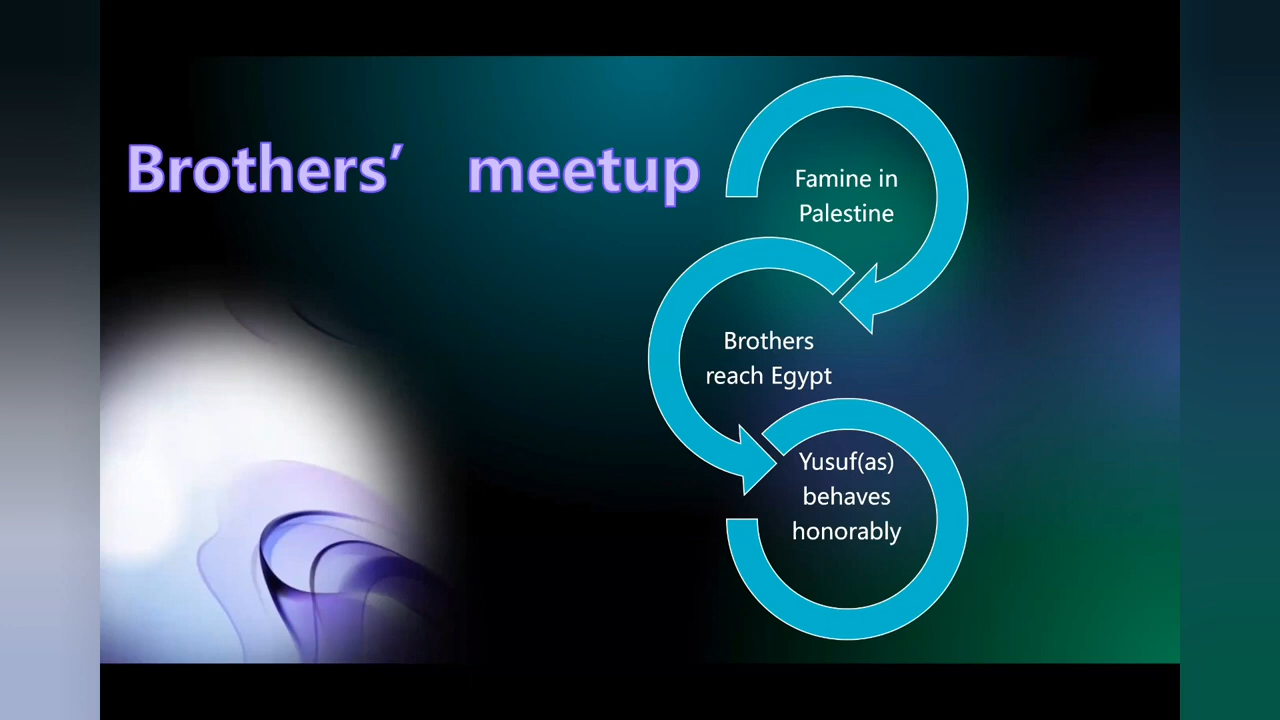 Brothers’ meetup
Famine in
Palestine
Brothers
reach Egypt
Yusuf(as)
behaves
honorably